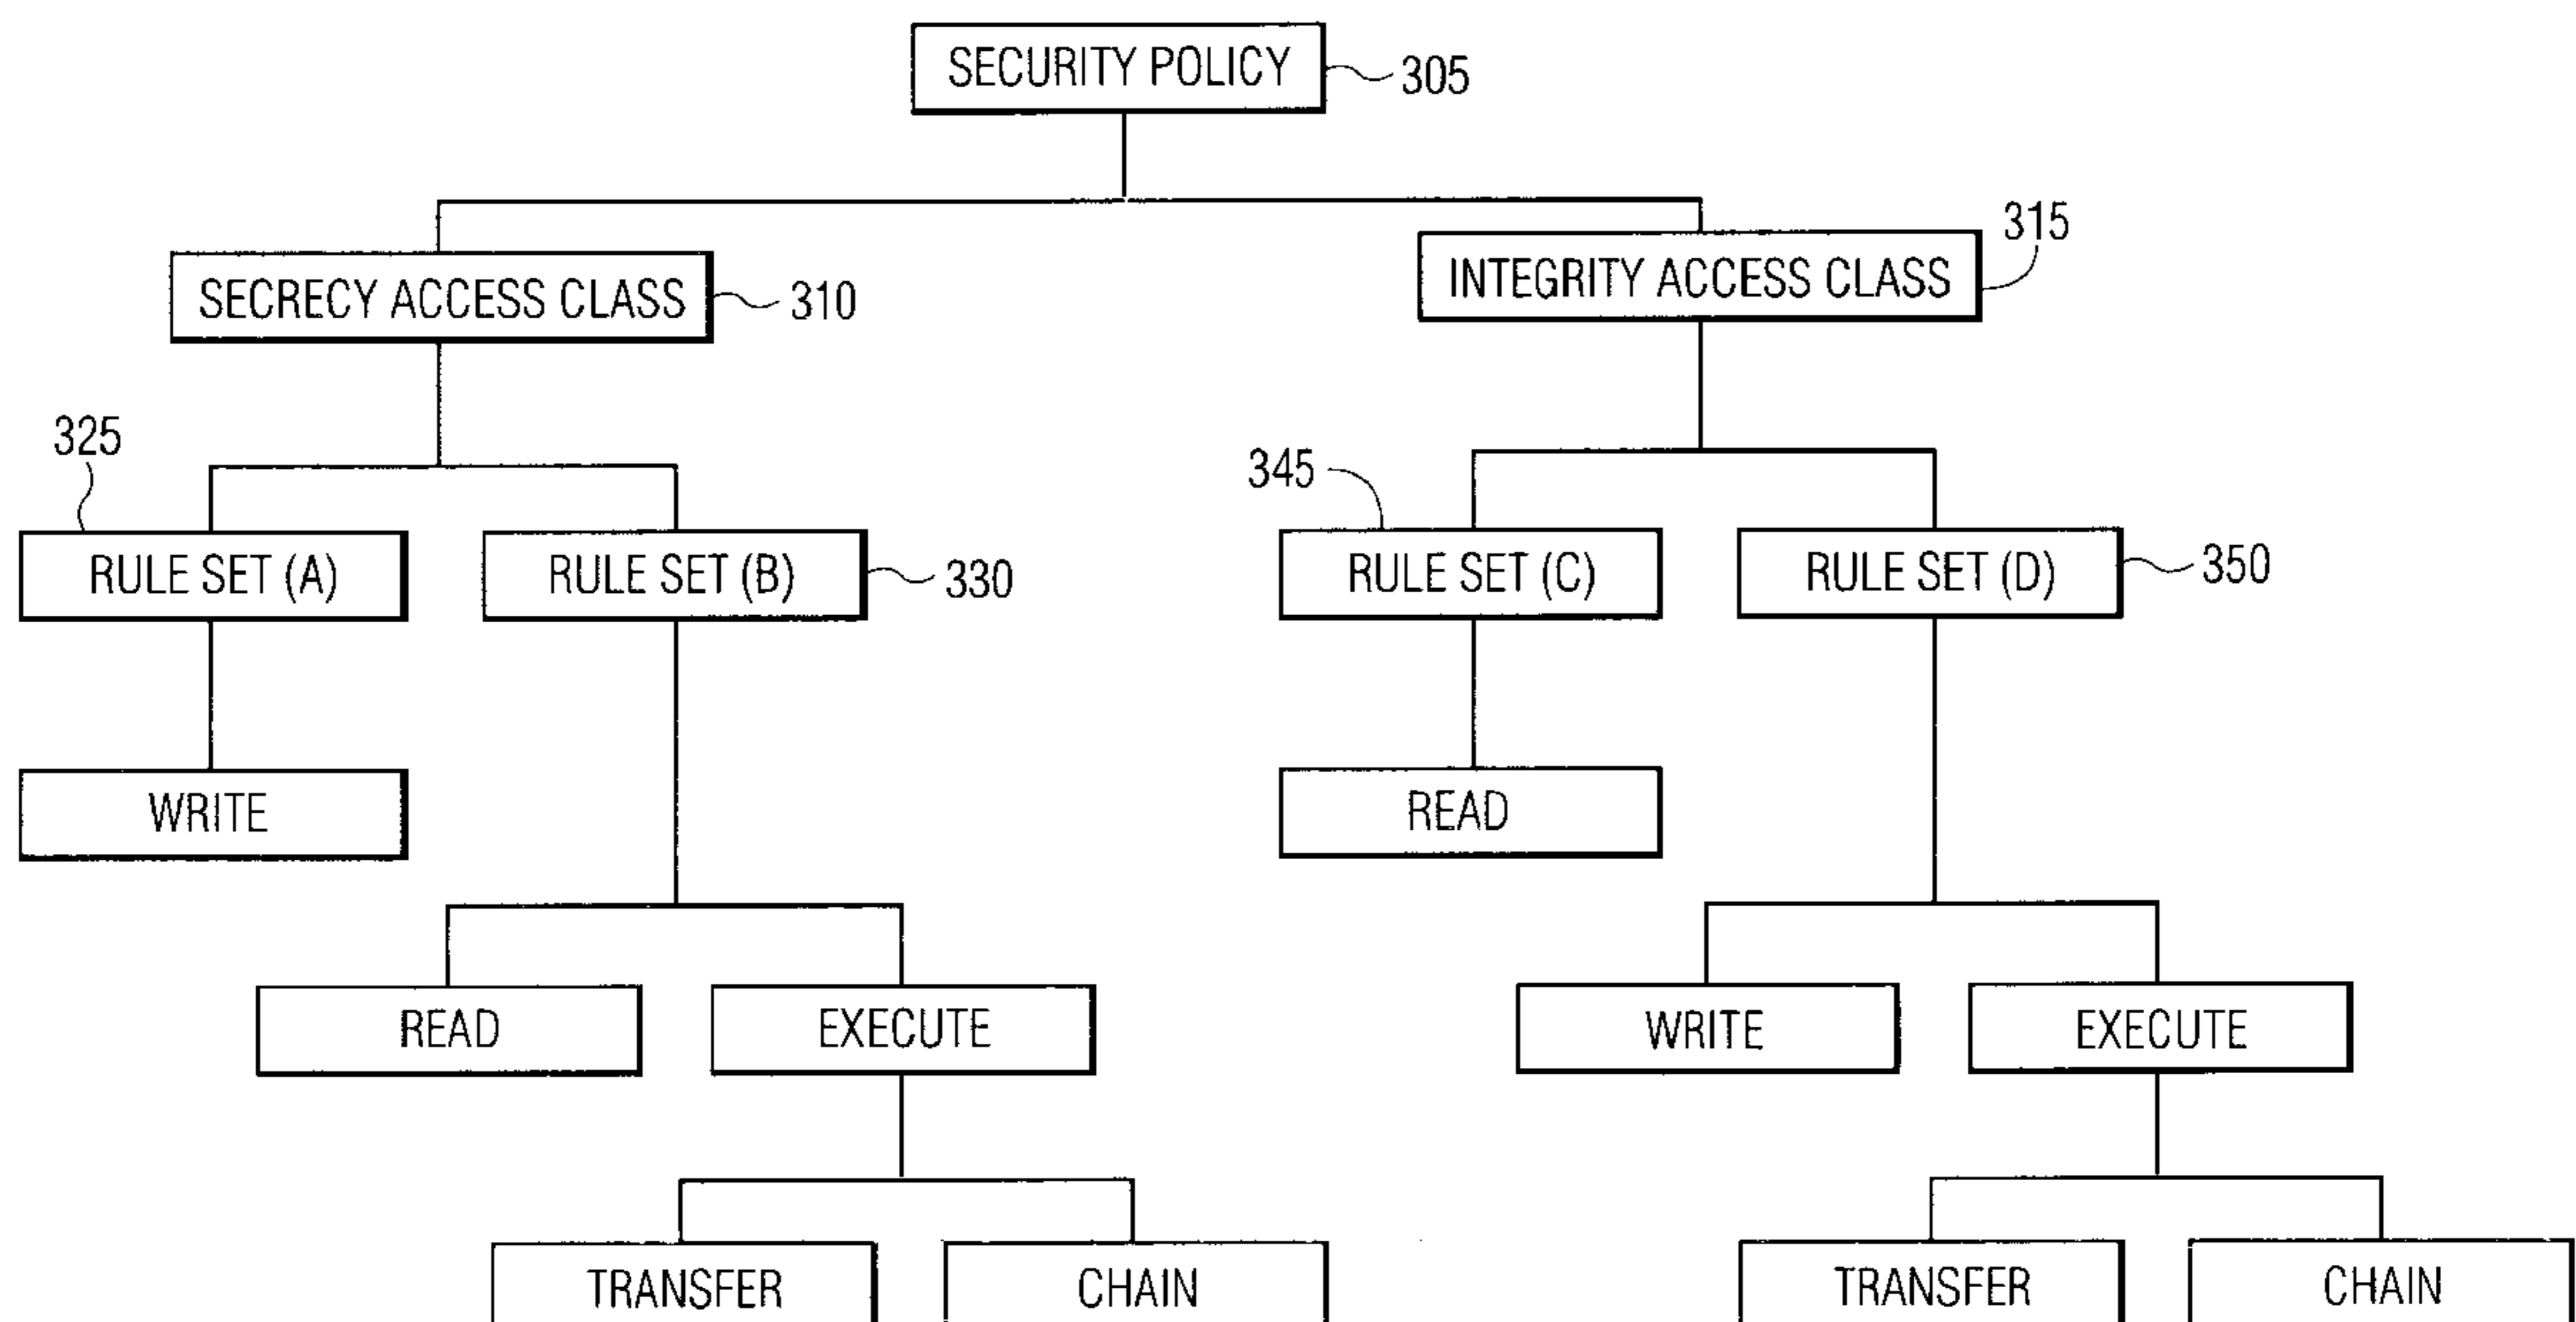 SECURITY POLICY
305
SECRECY ACCESS CLASS
310
INTEGRITY ACCESS CLASS
315
325
RULE SET (A)
RULE SET (B)
330
345
RULE SET (C)
RULE SET (D)
350
WRITE
READ
READ
EXECUTE
WRITE
EXECUTE
TRANSFER
CHAIN
TRANSFER
CHAIN